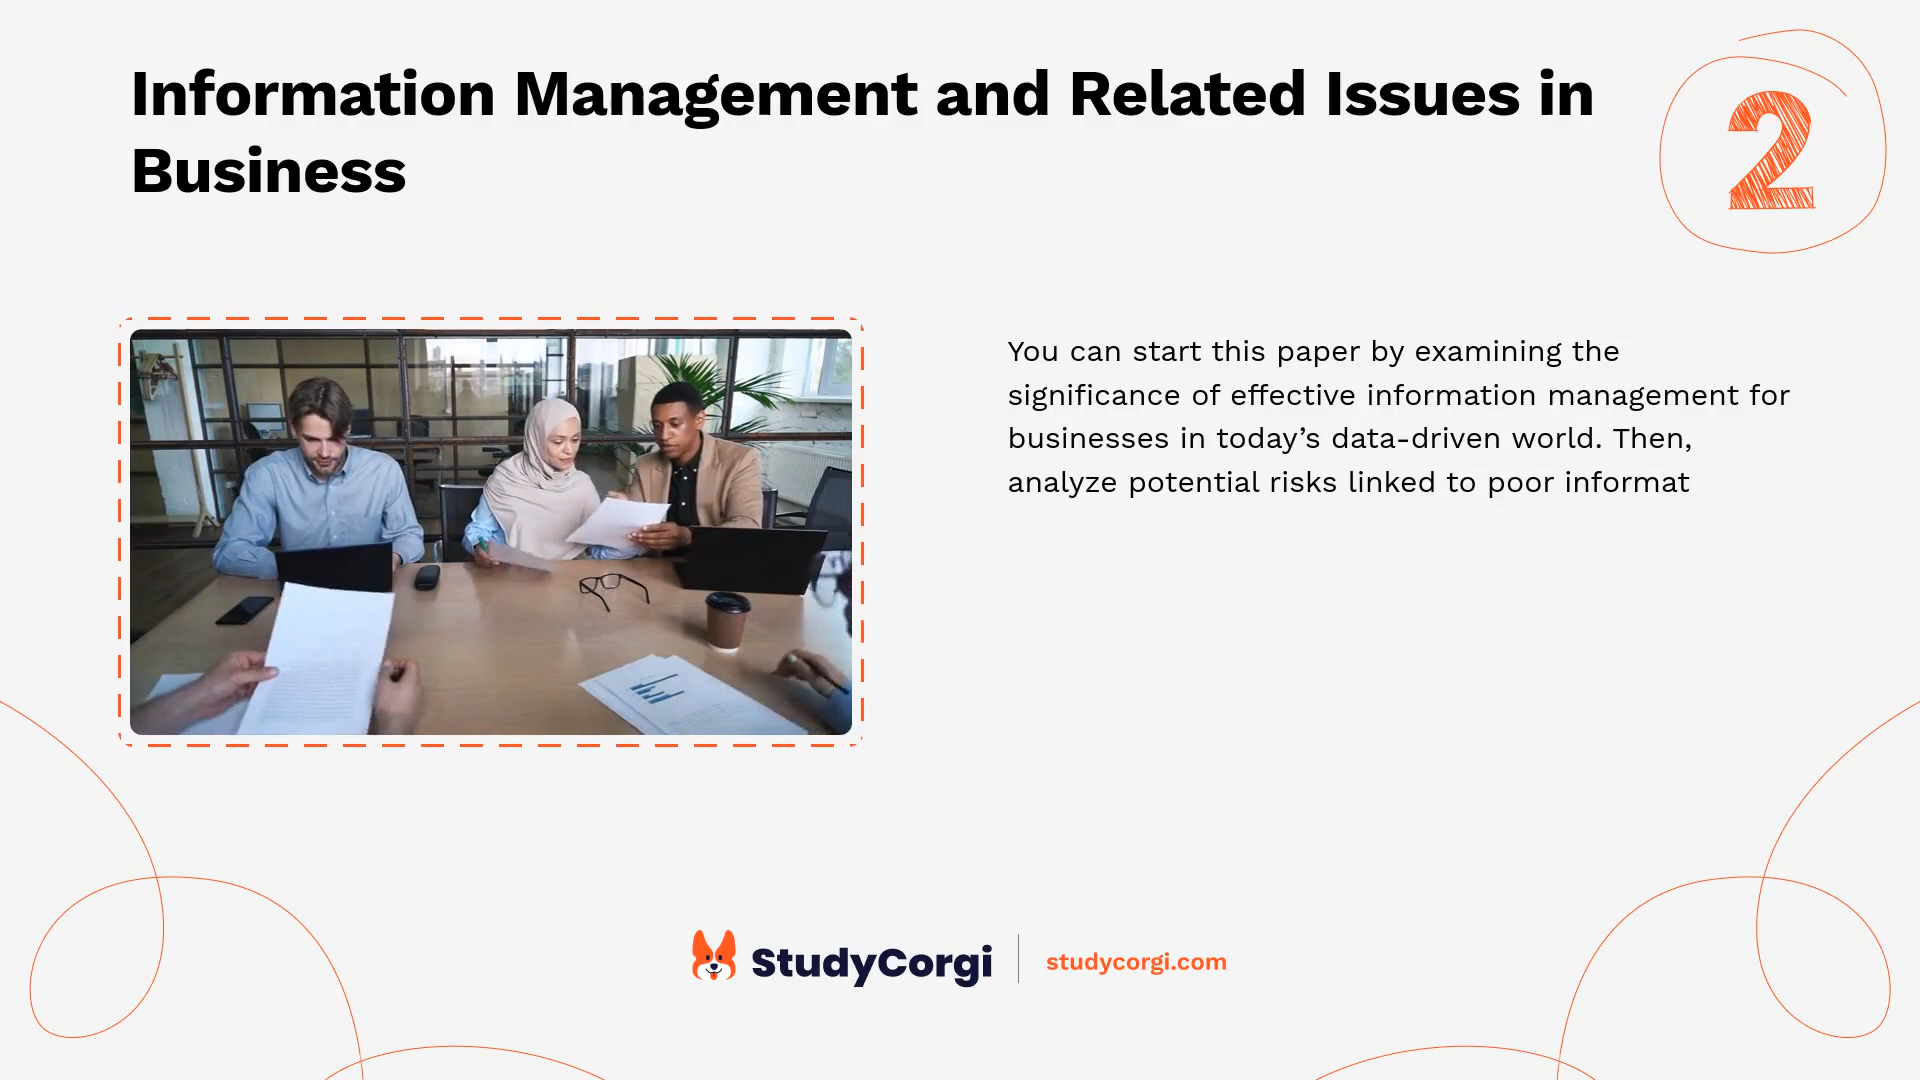 Information Management and Related Issues in
Business
2
You can start this paper by examining the
significance of effective information management for
businesses in today’s data-driven world. Then,
analyze potential risks linked to poor informat
StudyCorgi
studycorgi.com